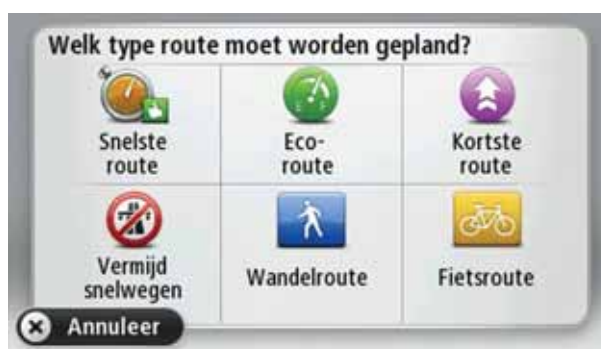 Welk type route moet worden gepland?
Snelste
route
Eco-
route
Kortste
route
Vermijd
snelwegen
Wandelroute
Fietsroute
Annuleer